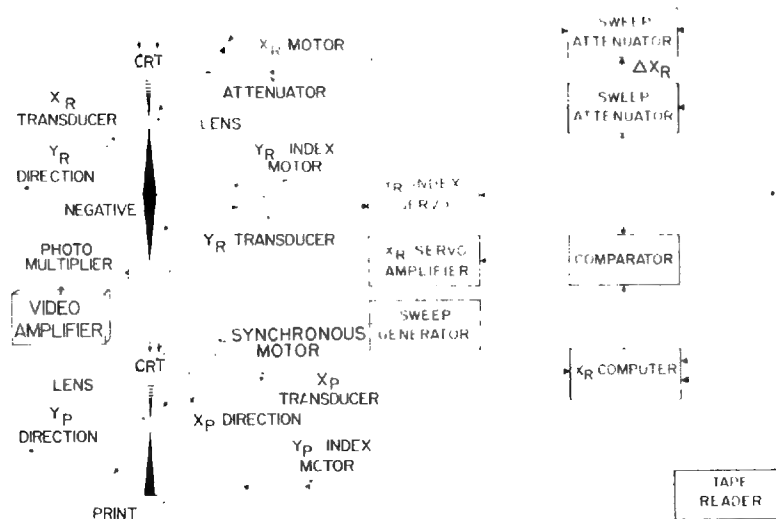 CRT
X_R MOTOR
SWEEP
ATTENUATOR
ΔX_R
ATTENUATOR
SWEEP
ATTENUATOR
X_R
TRANSDUCER
LENS
Y_R
DIRECTION
Y_R INDEX
MOTOR
NEGATIVE
INDEX
Y_R TRANSDUCER
PHOTO
MULTIPLIER
X_R SERVO
AMPLIFIER
COMPARATOR
VIDEO
AMPLIFIER
SWEEP
GENERATOR
SYNCHRONOUS
MOTOR
CRT
LENS
X_P
TRANSDUCER
X_R COMPUTER
Y_P
DIRECTION
X_P DIRECTION
Y_P INDEX
MOTOR
PRINT
TAPE
READER